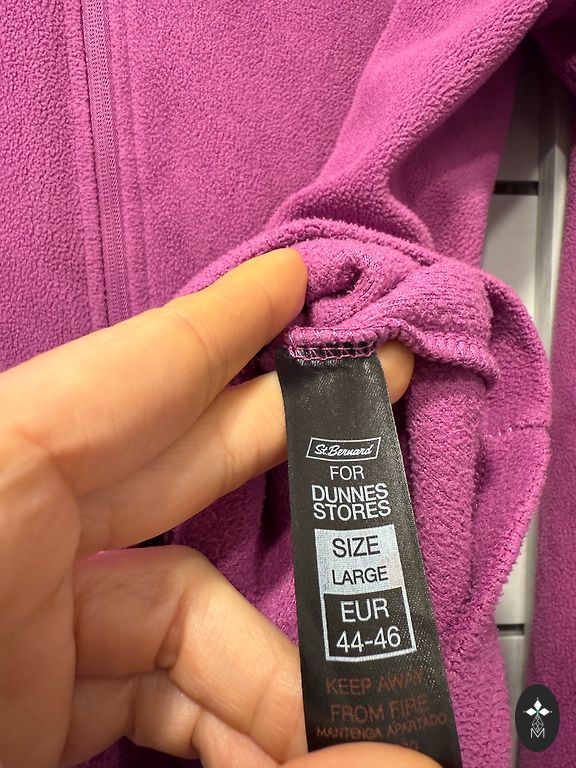 St.Bernard
FOR
DUNNES
STORES
SIZE
LARGE
EUR
44-46
KEEP AWAY
FROM FIRE
MANTENGA APARTADO